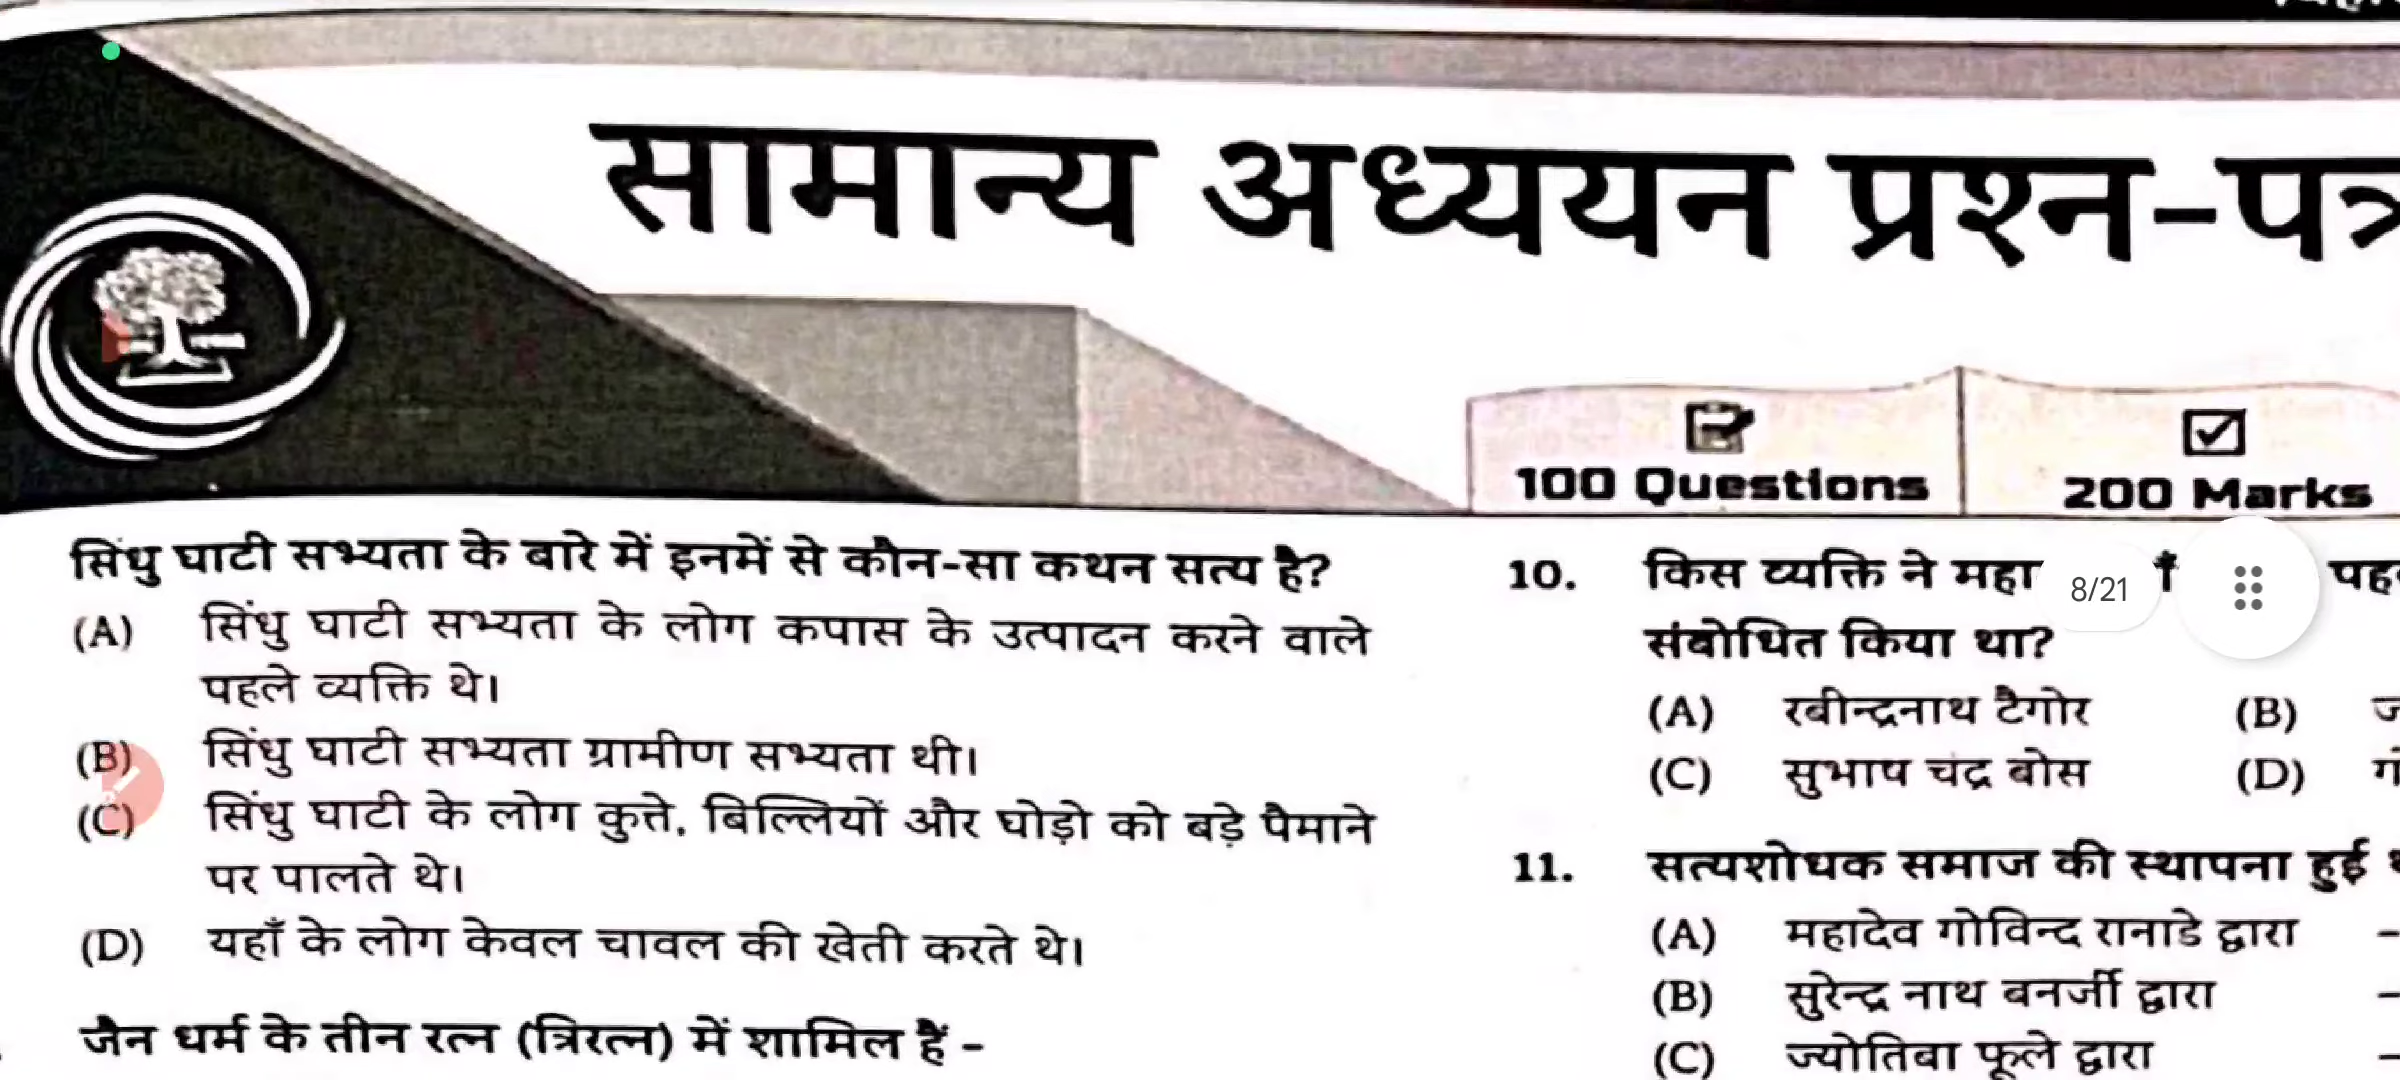 सामान्य अध्ययन प्रश्न-पत्र
100 Questions
200 Marks
सिंधु घाटी सभ्यता के बारे में इनमें से कौन-सा कथन सत्य है?
(A) सिंधु घाटी सभ्यता के लोग कपास के उत्पादन करने वाले
पहले व्यक्ति थे।
(B) सिंधु घाटी सभ्यता ग्रामीण सभ्यता थी।
(C) सिंधु घाटी के लोग कुत्ते, बिल्लियों और घोड़ो को बड़े पैमाने
पर पालते थे।
(D) यहाँ के लोग केवल चावल की खेती करते थे।
जैन धर्म के तीन रत्न (त्रिरत्न) में शामिल हैं -
10. किस व्यक्ति ने
8/21
संबोधित किया था?
(A) रबीन्द्रनाथ टैगोर (B)
(C) सुभाष चंद्र बोस (D)
11. सत्यशोधक समाज की स्थापना हुई
(A) महादेव गोविन्द रानाडे द्वारा -
(B) सुरेन्द्र नाथ बनर्जी द्वारा -
(C) ज्योतिबा फूले द्वारा -